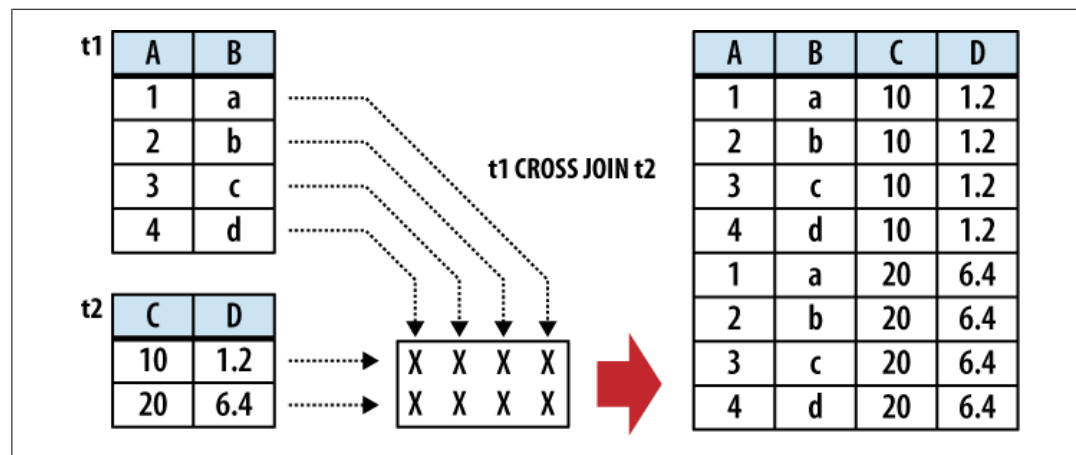 t1
A B
1 a
2 b
3 c
4 d
t2
C D
10 1.2
20 6.4
t1 CROSS JOIN t2
X X X X
X X X X
A B C D
1 a 10 1.2
2 b 10 1.2
3 c 10 1.2
4 d 10 1.2
1 a 20 6.4
2 b 20 6.4
3 c 20 6.4
4 d 20 6.4